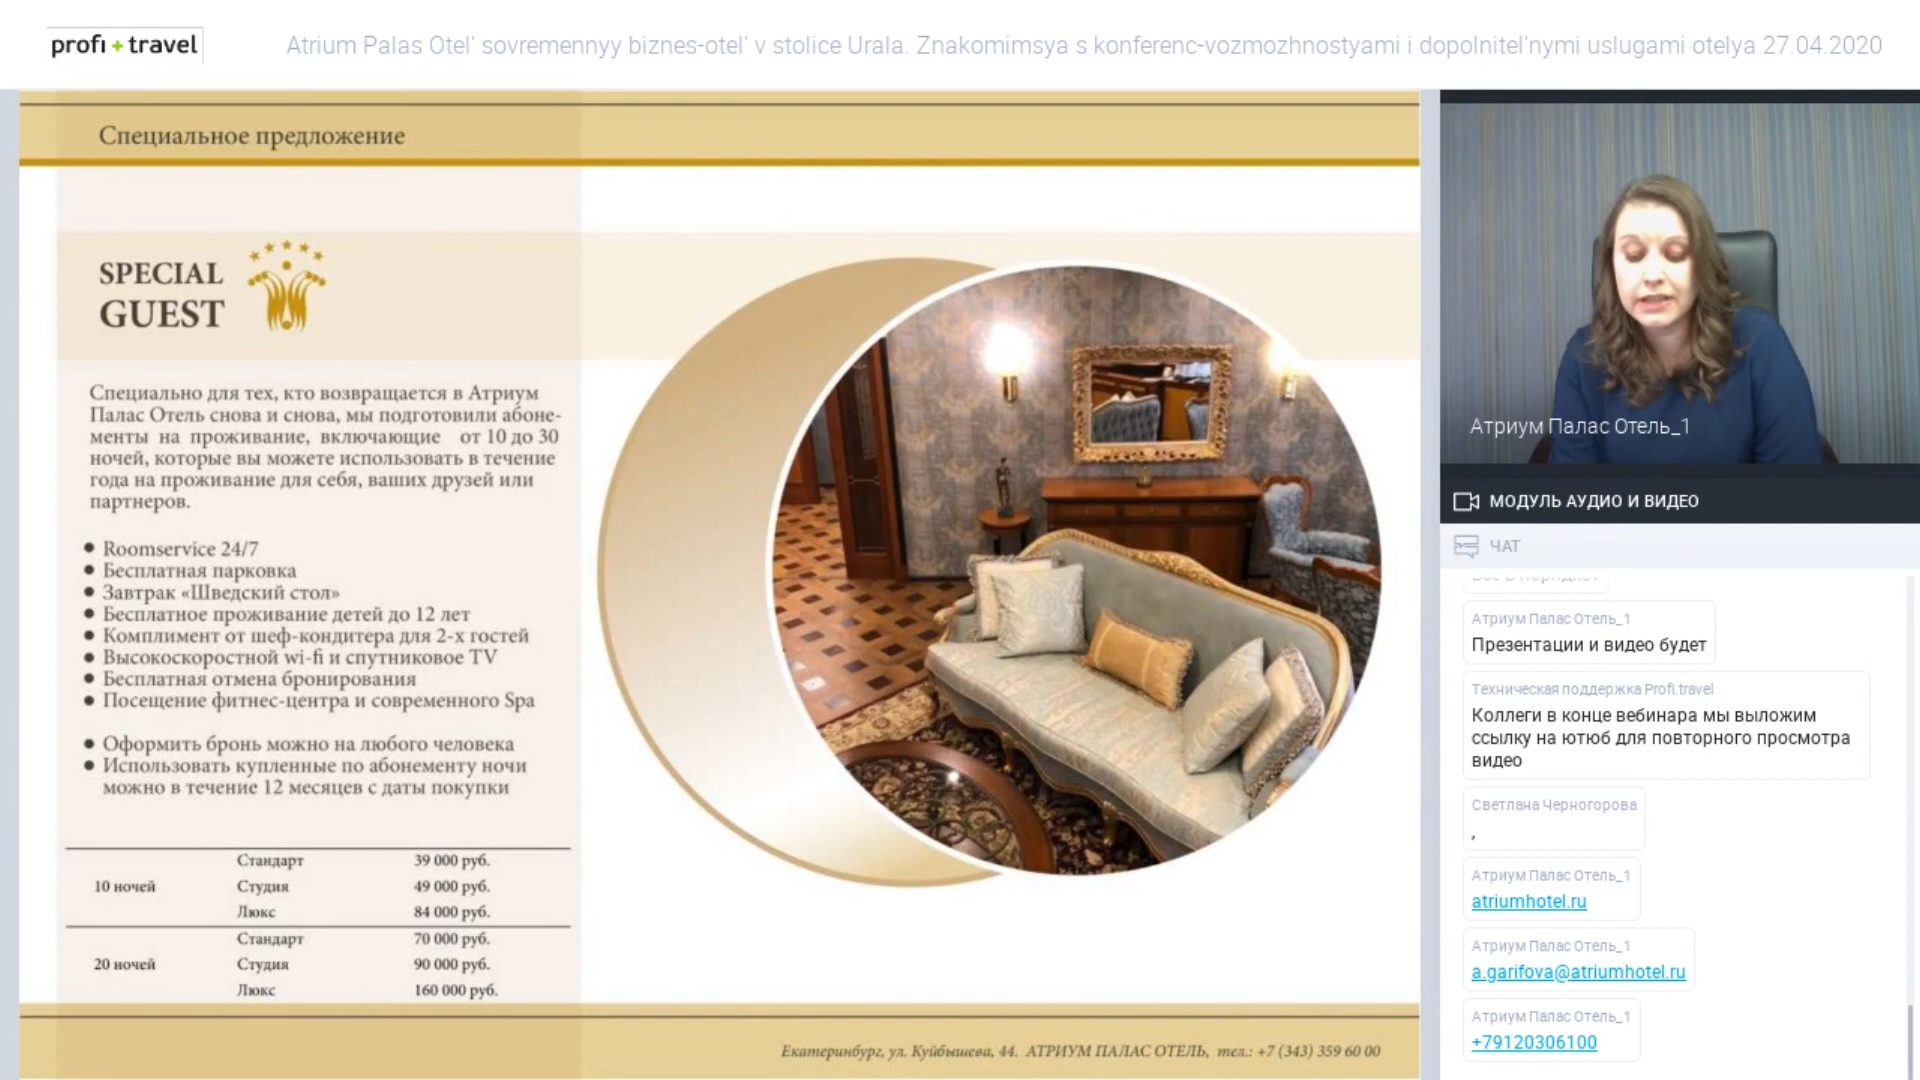 profi + travel
Atrium Palas Otel' sovremennyy biznes-otel' v stolice Urala. Znakomimsya s konferenc-vozmozhnostyami i dopolnitel'nymi uslugami otelya 27.04.2020
Специальное предложение
SPECIAL
GUEST
Специально для тех, кто возвращается в Атриум
Палас Отель снова и снова, мы подготовили абоне-
менты на проживание, включающие от 10 до 30
ночей, которые вы можете использовать в течение
года на проживание для себя, ваших друзей или
партнеров.
● Roomservice 24/7
● Бесплатная парковка
● Завтрак «Шведский стол»
● Бесплатное проживание детей до 12 лет
● Комплимент от шеф-кондитера для 2-х гостей
● Высокоскоростной wi-fi и спутниковое TV
● Бесплатная отмена бронирования
● Посещение фитнес-центра и современного Spa
● Оформить бронь можно на любого человека
● Использовать купленные по абонементу ночи
можно в течение 12 месяцев с даты покупки
Стандарт 39 000 руб.
10 ночей Студия 49 000 руб.
Люкс 84 000 руб.
Стандарт 70 000 руб.
20 ночей Студия 90 000 руб.
Люкс 160 000 руб.
Екатеринбург, ул. Куйбышева, 44. АТРИУМ ПАЛАС ОТЕЛЬ, тел.: +7 (343) 359 60 00
Атриум Палас Отель_1
МОДУЛЬ АУДИО И ВИДЕО
ЧАТ
Атриум Палас Отель_1
Презентации и видео будет
Техническая поддержка Profi.travel
Коллеги в конце вебинара мы выложим
ссылку на ютюб для повторного просмотра
видео
Светлана Черногорова
,
Атриум Палас Отель_1
atriumhotel.ru
Атриум Палас Отель_1
a.garifova@atriumhotel.ru
Атриум Палас Отель_1
+79120306100